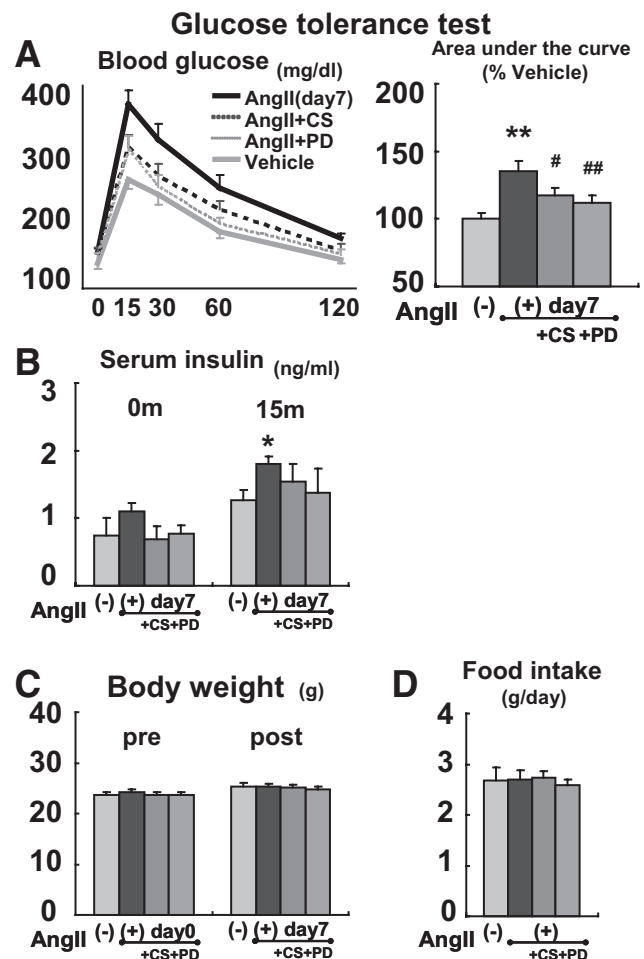 Glucose tolerance test
A
Blood glucose (mg/dl)
400
300
200
100
AngII(day7)
AngII+CS
AngII+PD
Vehicle
0 15 30 60 120
Area under the curve
(% Vehicle)
200
150
100
50
**
#
##
AngII (-) (+) day7
+CS +PD
B
Serum insulin (ng/ml)
3
2
1
0
0m 15m
*
AngII (-) (+) day7 (-) (+) day7
+CS+PD +CS+PD
C
Body weight (g)
40
30
20
10
0
pre post
AngII (-) (+) day0 (-) (+) day7
+CS+PD +CS+PD
D
Food intake
(g/day)
4
3
2
1
0
AngII (-) (+)
+CS+PD